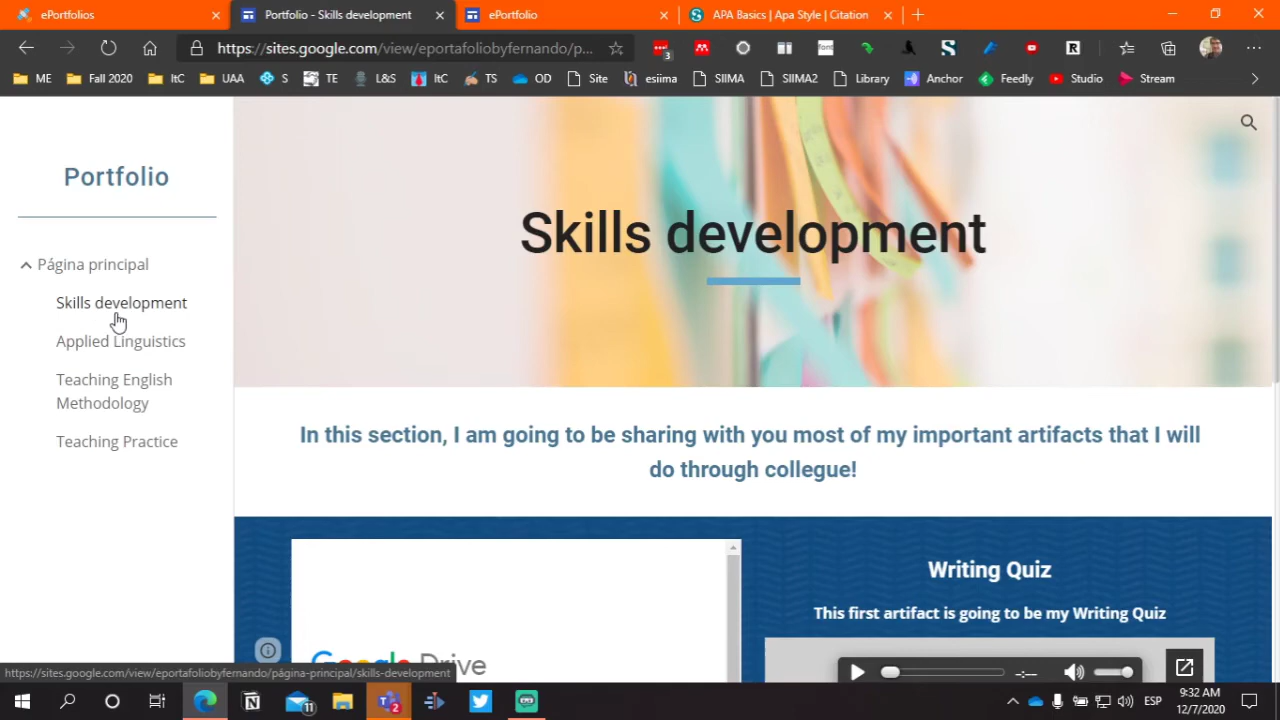 ePortfolios
Portfolio - Skills development
ePortfolios
APA Basics | Apa Style | Citation
https://sites.google.com/view/eportafoliobyfernando/p...
3
ME
Fall 2020
ItC
UAA
S
TE
L&S
ItC
TS
OD
Site
esiima
SIIMA
SIIMA2
Library
Anchor
Feedly
Studio
Stream
Portfolio
Página principal
Skills development
Applied Linguistics
Teaching English
Methodology
Teaching Practice
Skills development
In this section, I am going to be sharing with you most of my important artifacts that I will
do through collegue!
Google Drive
Writing Quiz
This first artifact is going to be my Writing Quiz
-:--
https://sites.google.com/view/eportafoliobyfernando/página-principal/skills-development
11
2
ESP
9:32 AM
12/7/2020